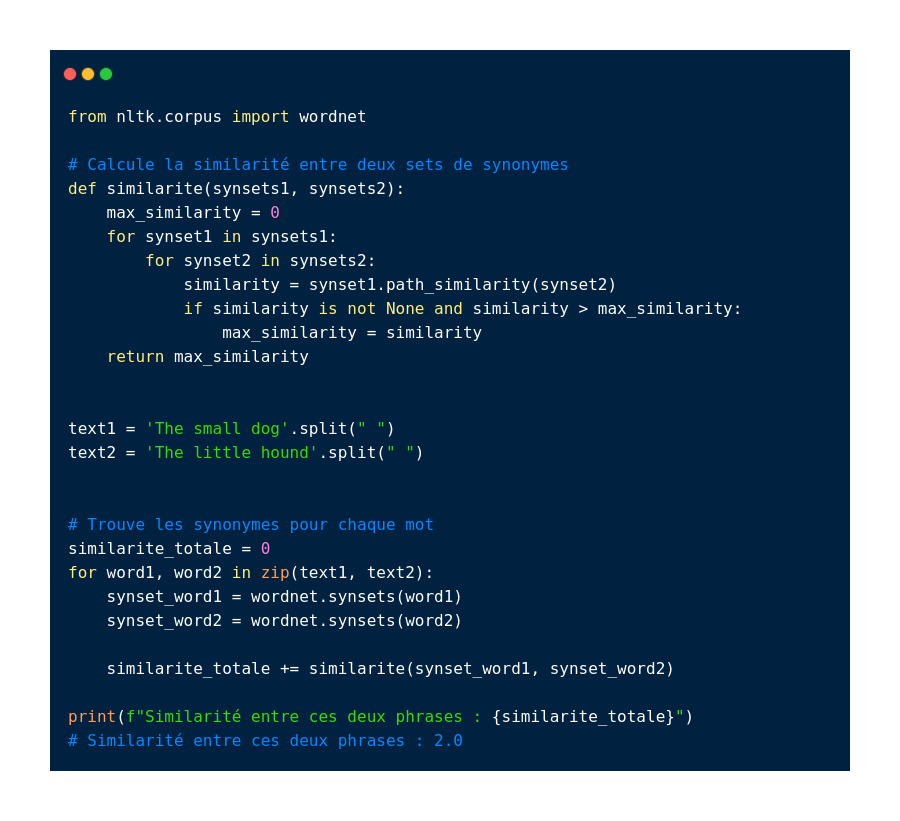 from nltk.corpus import wordnet
# Calcule la similarité entre deux sets de synonymes
def similarite(synsets1, synsets2):
    max_similarity = 0
    for synset1 in synsets1:
        for synset2 in synsets2:
            similarity = synset1.path_similarity(synset2)
            if similarity is not None and similarity > max_similarity:
                max_similarity = similarity
    return max_similarity
text1 = 'The small dog'.split(" ")
text2 = 'The little hound'.split(" ")
# Trouve les synonymes pour chaque mot
similarite_totale = 0
for word1, word2 in zip(text1, text2):
    synset_word1 = wordnet.synsets(word1)
    synset_word2 = wordnet.synsets(word2)
    similarite_totale += similarite(synset_word1, synset_word2)
print(f"Similarité entre ces deux phrases : {similarite_totale}")
# Similarité entre ces deux phrases : 2.0